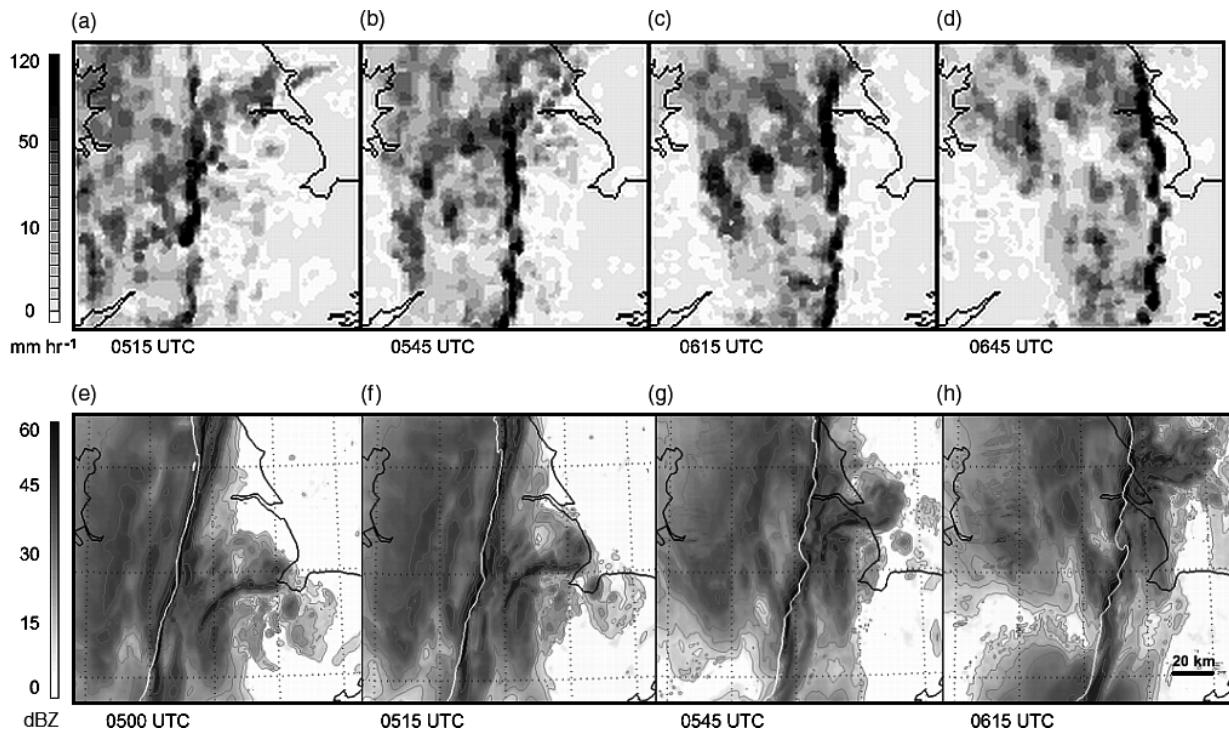 (a) (b) (c) (d)
120
50
10
0
mm hr⁻¹ 0515 UTC 0545 UTC 0615 UTC 0645 UTC
(e) (f) (g) (h)
60
45
30
15
0
20 km
dBZ 0500 UTC 0515 UTC 0545 UTC 0615 UTC